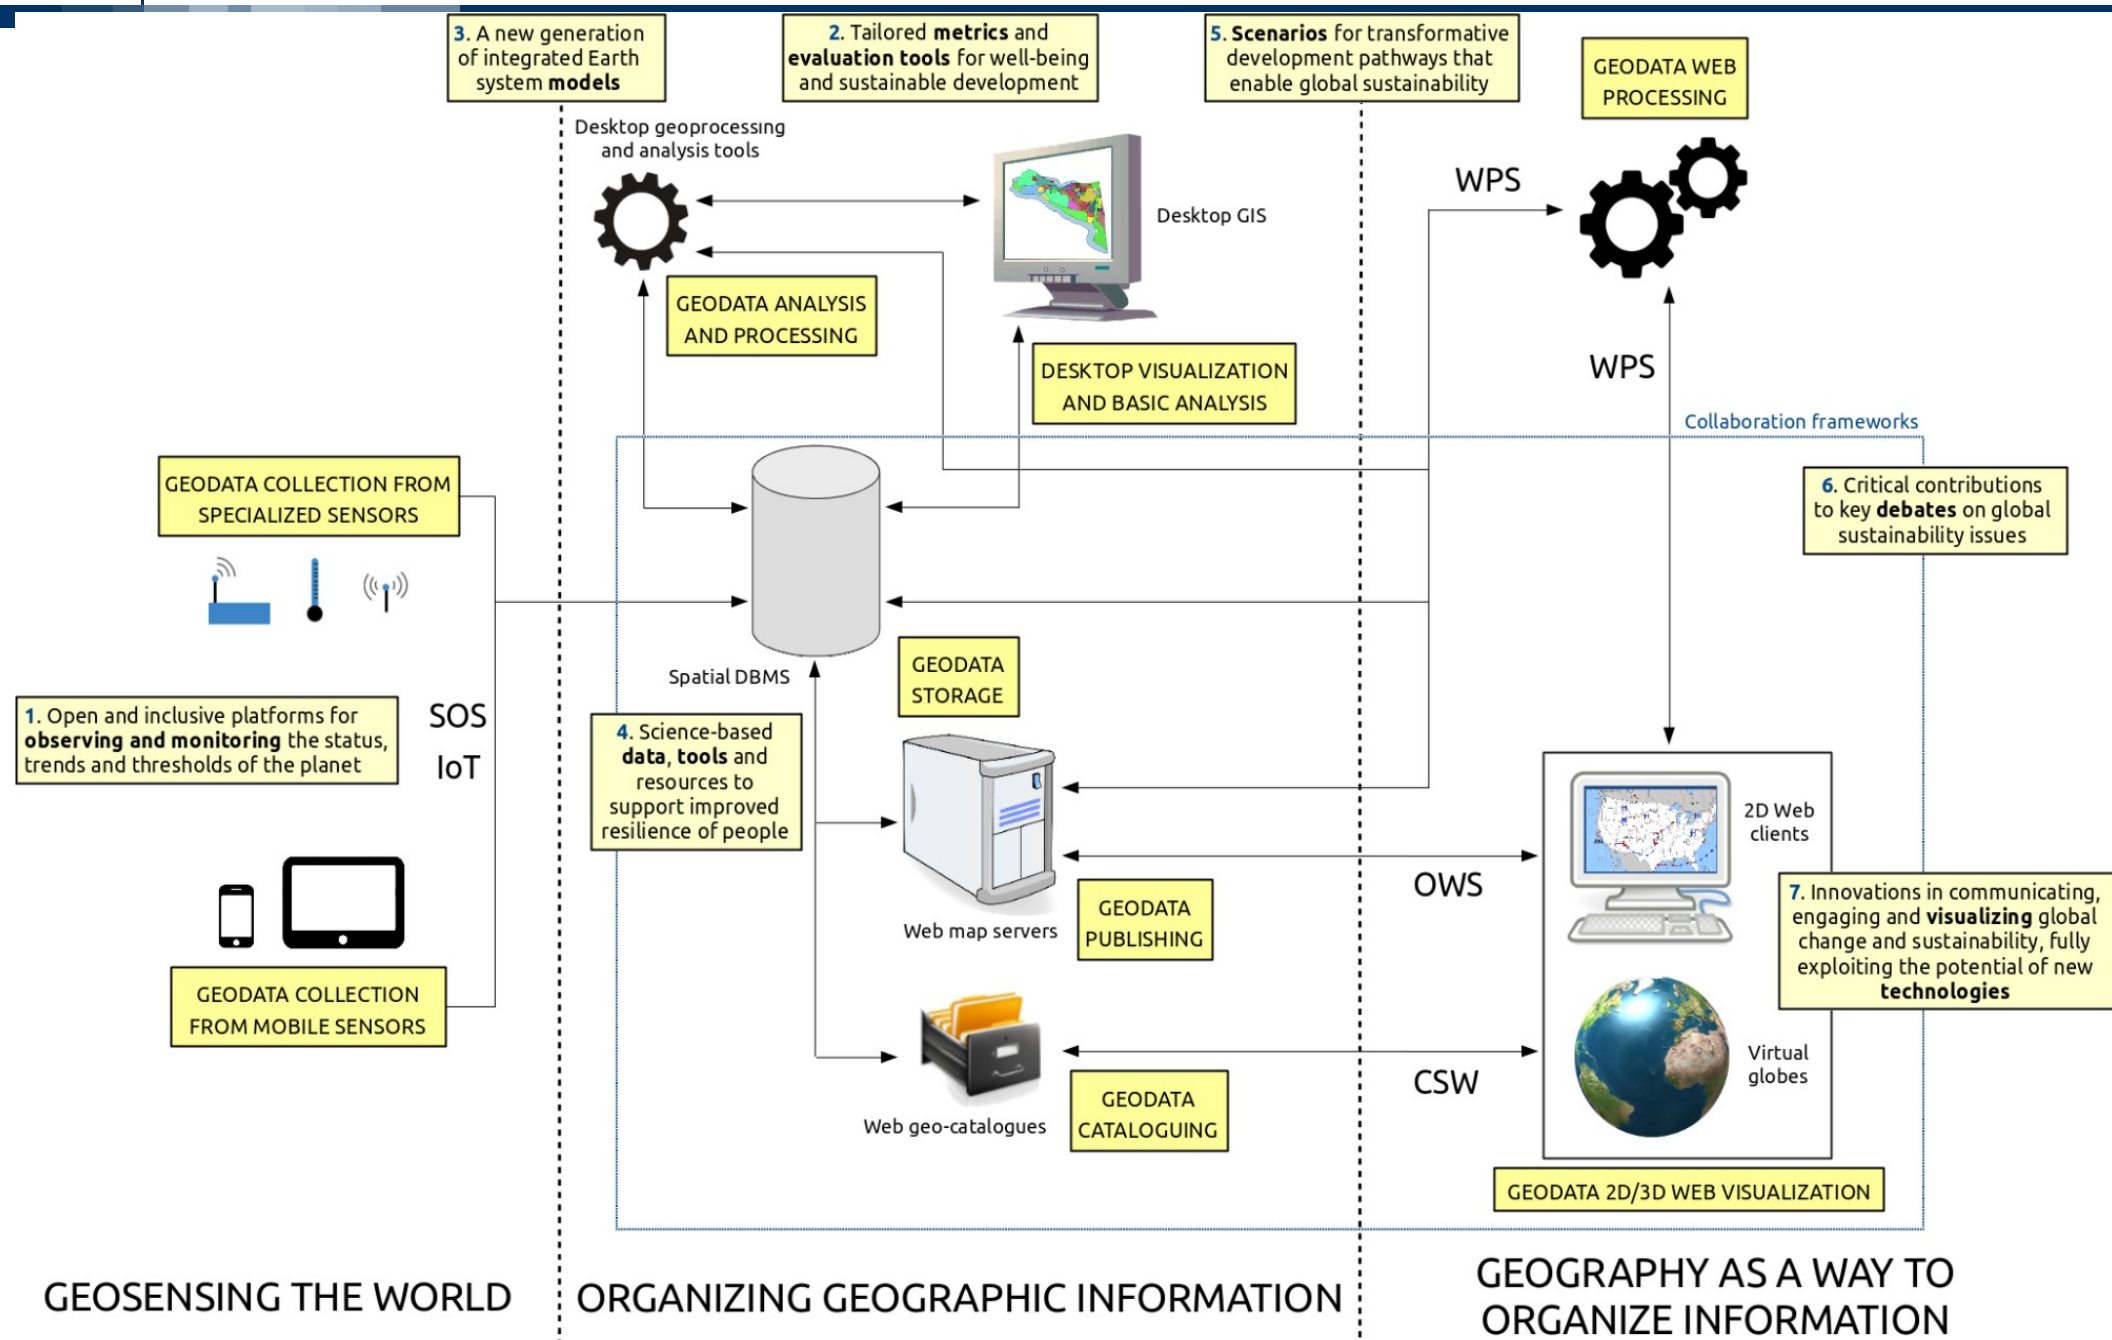 3. A new generation
of integrated Earth
system models
2. Tailored metrics and
evaluation tools for well-being
and sustainable development
5. Scenarios for transformative
development pathways that
enable global sustainability
GEODATA WEB
PROCESSING
Desktop geoprocessing
and analysis tools
WPS
Desktop GIS
GEODATA ANALYSIS
AND PROCESSING
DESKTOP VISUALIZATION
AND BASIC ANALYSIS
WPS
Collaboration frameworks
GEODATA COLLECTION FROM
SPECIALIZED SENSORS
6. Critical contributions
to key debates on global
sustainability issues
Spatial DBMS
GEODATA
STORAGE
1. Open and inclusive platforms for
observing and monitoring the status,
trends and thresholds of the planet
SOS
IoT
4. Science-based
data, tools and
resources to
support improved
resilience of people
2D Web
clients
OWS
Web map servers
GEODATA
PUBLISHING
7. Innovations in communicating,
engaging and visualizing global
change and sustainability, fully
exploiting the potential of new
technologies
GEODATA COLLECTION
FROM MOBILE SENSORS
Virtual
globes
CSW
Web geo-catalogues
GEODATA
CATALOGUING
GEODATA 2D/3D WEB VISUALIZATION
GEOSENSING THE WORLD
ORGANIZING GEOGRAPHIC INFORMATION
GEOGRAPHY AS A WAY TO
ORGANIZE INFORMATION